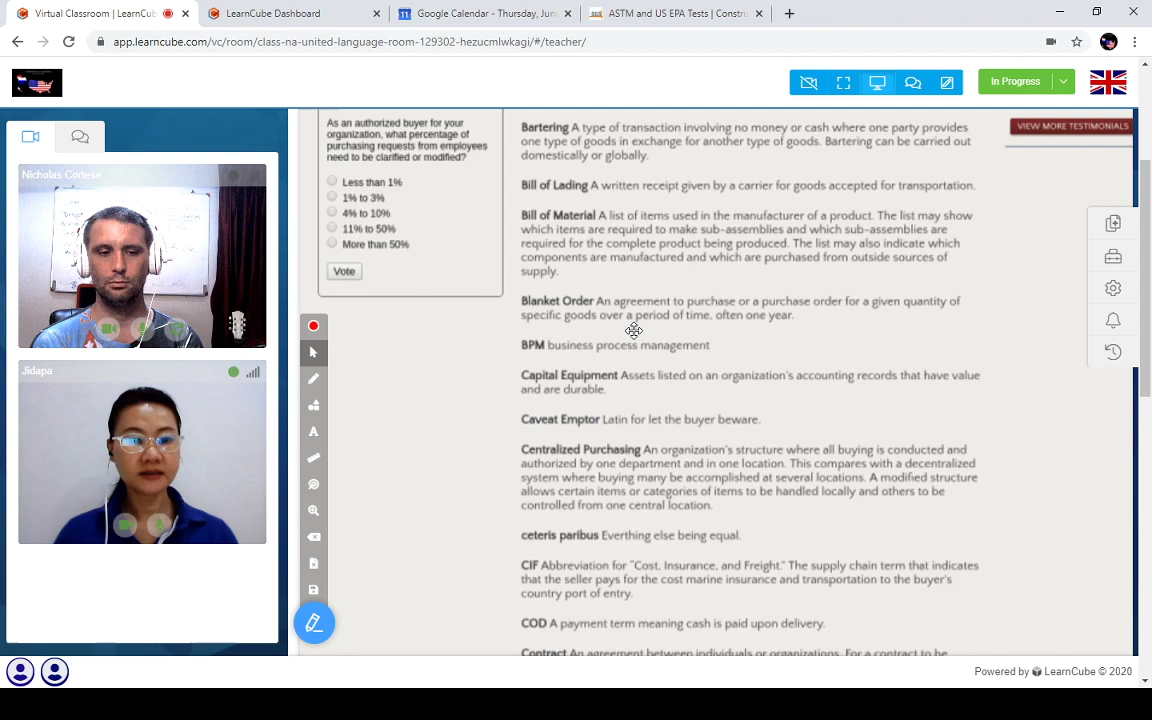 Virtual Classroom | LearnCub
LearnCube Dashboard
Google Calendar - Thursday, Jun
ASTM and US EPA Tests | Constru
app.learncube.com/vc/room/class-na-united-language-room-129302-hezucmlwkagi/#/teacher/
In Progress
Nicholas Cortese
Jidapa
As an authorized buyer for your
organization, what percentage of
purchasing requests from employees
need to be clarified or modified?
Less than 1%
1% to 3%
4% to 10%
11% to 50%
More than 50%
Vote
VIEW MORE TESTIMONIALS
Bartering A type of transaction involving no money or cash where one party provides
one type of goods in exchange for another type of goods. Bartering can be carried out
domestically or globally.
Bill of Lading A written receipt given by a carrier for goods accepted for transportation.
Bill of Material A list of items used in the manufacturer of a product. The list may show
which items are required to make sub-assemblies and which sub-assemblies are
required for the complete product being produced. The list may also indicate which
components are manufactured and which are purchased from outside sources of
supply.
Blanket Order An agreement to purchase or a purchase order for a given quantity of
specific goods over a period of time, often one year.
BPM business process management
Capital Equipment Assets listed on an organization's accounting records that have value
and are durable.
Caveat Emptor Latin for let the buyer beware.
Centralized Purchasing An organization's structure where all buying is conducted and
authorized by one department and in one location. This compares with a decentralized
system where buying many be accomplished at several locations. A modified structure
allows certain items or categories of items to be handled locally and others to be
controlled from one central location.
ceteris paribus Everthing else being equal.
CIF Abbreviation for "Cost, Insurance, and Freight." The supply chain term that indicates
that the seller pays for the cost marine insurance and transportation to the buyer's
country port of entry.
COD A payment term meaning cash is paid upon delivery.
Contract An agreement between individuals or organizations. For a contract to be
Powered by LearnCube © 2020